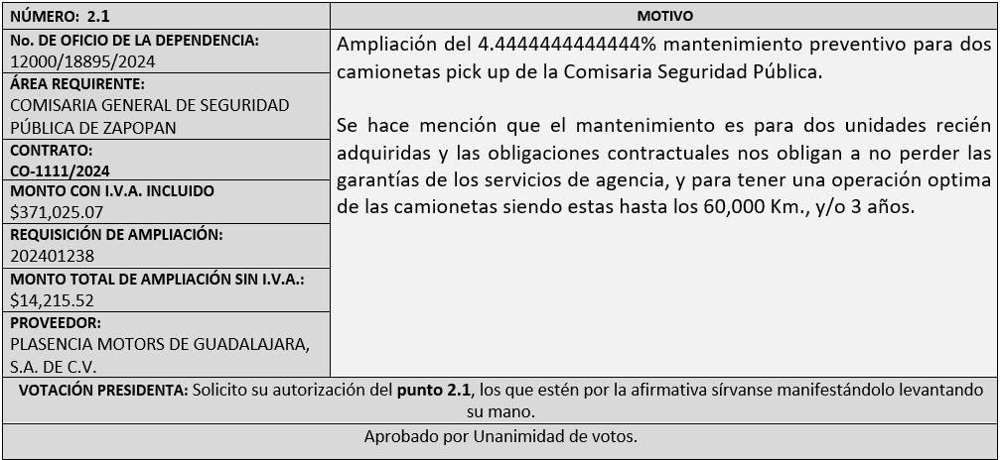 NÚMERO: 2.1
MOTIVO
No. DE OFICIO DE LA DEPENDENCIA:
12000/18895/2024
ÁREA REQUIRENTE:
COMISARIA GENERAL DE SEGURIDAD
PÚBLICA DE ZAPOPAN
CONTRATO:
CO-1111/2024
MONTO CON I.V.A. INCLUIDO
$371,025.07
REQUISICIÓN DE AMPLIACIÓN:
202401238
MONTO TOTAL DE AMPLIACIÓN SIN I.V.A.:
$14,215.52
PROVEEDOR:
PLASENCIA MOTORS DE GUADALAJARA,
S.A. DE C.V.
Ampliación del 4.4444444444444% mantenimiento preventivo para dos
camionetas pick up de la Comisaria Seguridad Pública.
Se hace mención que el mantenimiento es para dos unidades recién
adquiridas y las obligaciones contractuales nos obligan a no perder las
garantías de los servicios de agencia, y para tener una operación optima
de las camionetas siendo estas hasta los 60,000 Km., y/o 3 años.
VOTACIÓN PRESIDENTA: Solicito su autorización del punto 2.1, los que estén por la afirmativa sírvanse manifestándolo levantando
su mano.
Aprobado por Unanimidad de votos.